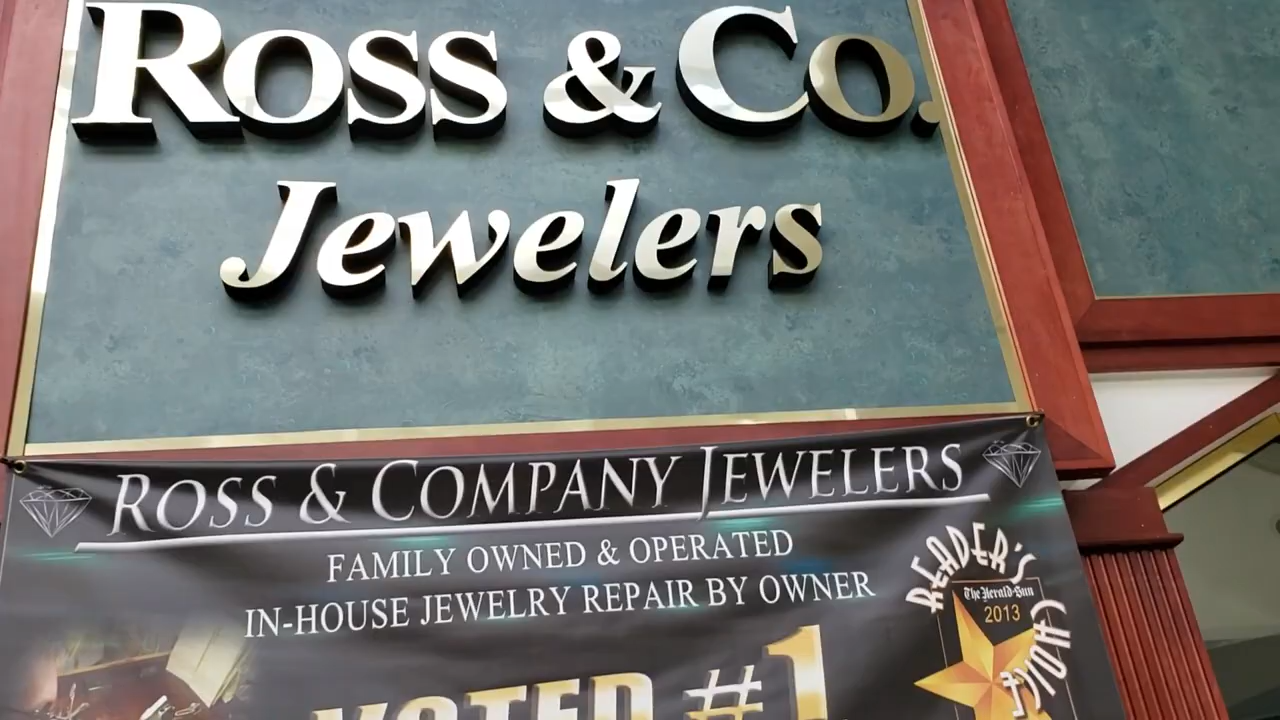 Ross & Co.
Jewelers
ROSS & COMPANY JEWELERS
FAMILY OWNED & OPERATED
IN-HOUSE JEWELRY REPAIR BY OWNER
VOTED #1
READER'S
The Herald-Sun
2013
CHOICE